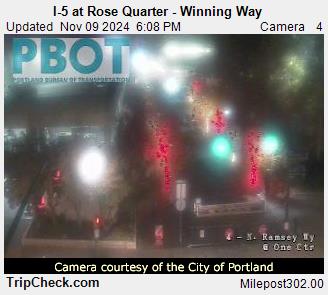 I-5 at Rose Quarter - Winning Way
Updated Nov 09 2024 6:08 PM Camera 4
PBOT
PORTLAND BUREAU OF TRANSPORTATION
4 - N. Ramsey Wy
@ One Ctr
Camera courtesy of the City of Portland
TripCheck.com Milepost302.00